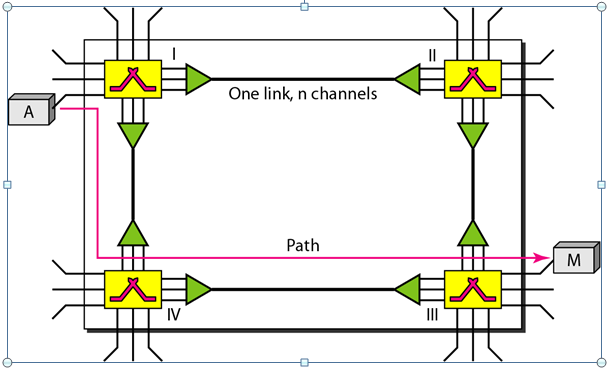 I
II
One link, n channels
A
Path
M
IV
III